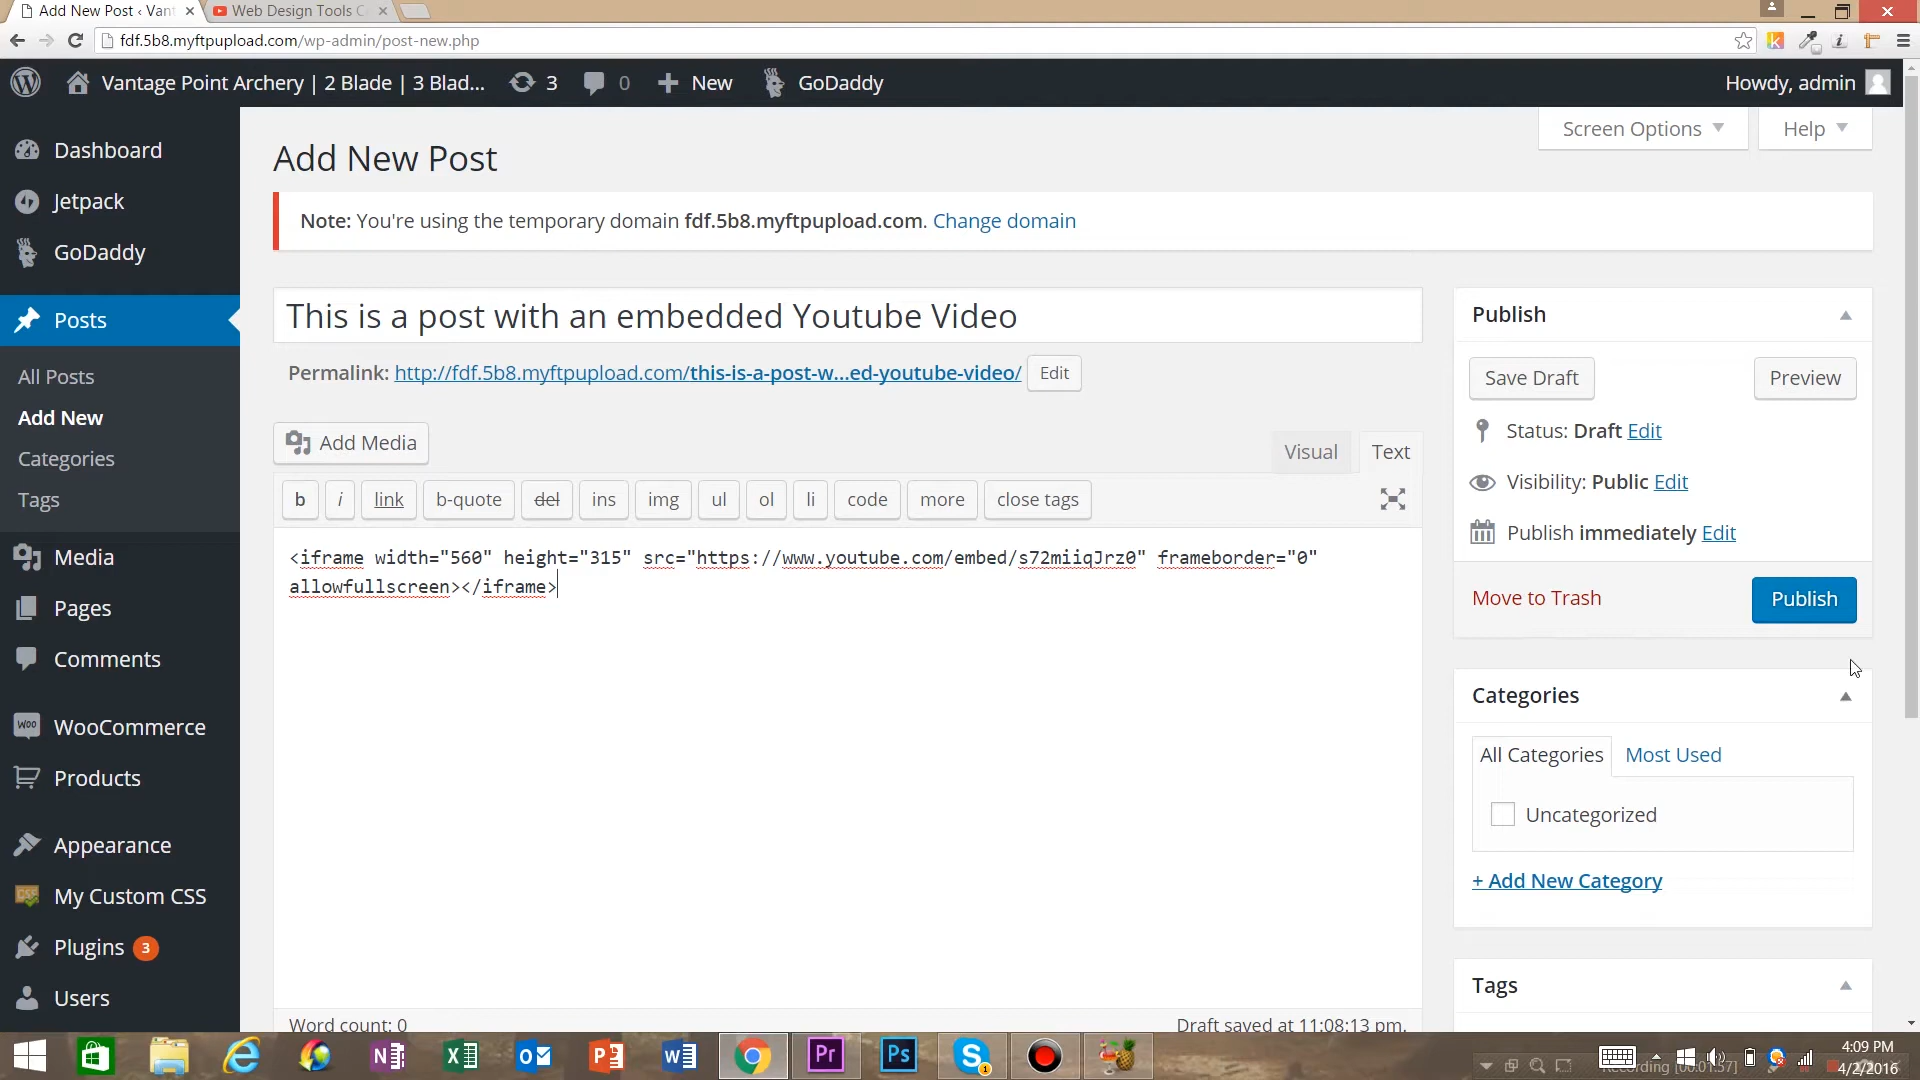 Add New Post ‹ Vant
Web Design Tools C
fdf.5b8.myftpupload.com/wp-admin/post-new.php
Vantage Point Archery | 2 Blade | 3 Blad...
3
0
New
GoDaddy
Howdy, admin
Screen Options
Help
Dashboard
Jetpack
GoDaddy
Posts
All Posts
Add New
Categories
Tags
Media
Pages
Comments
WooCommerce
Products
Appearance
My Custom CSS
Plugins 3
Users
Add New Post
Note: You're using the temporary domain fdf.5b8.myftpupload.com. Change domain
This is a post with an embedded Youtube Video
Permalink: http://fdf.5b8.myftpupload.com/this-is-a-post-w...ed-youtube-video/ Edit
Add Media
Visual
Text
b i link b-quote del ins img ul ol li code more close tags
<iframe width="560" height="315" src="https://www.youtube.com/embed/s72miiqJrz0" frameborder="0"
allowfullscreen></iframe>
Word count: 0
Draft saved at 11:08:13 pm.
Publish
Save Draft
Preview
Status: Draft Edit
Visibility: Public Edit
Publish immediately Edit
Move to Trash
Publish
Categories
All Categories
Most Used
Uncategorized
+ Add New Category
Tags
Recording [00:01:57]
4:09 PM
4/2/2016